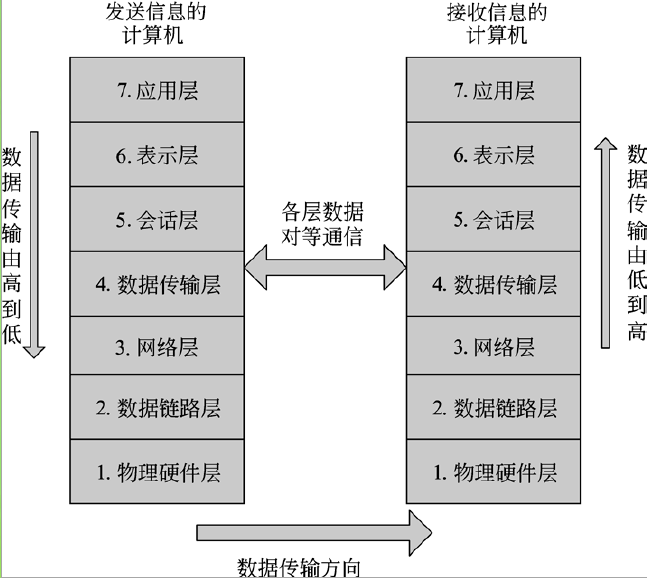 发送信息的
计算机
接收信息的
计算机
数据传输由高到低
7. 应用层
6. 表示层
5. 会话层
4. 数据传输层
3. 网络层
2. 数据链路层
1. 物理硬件层
各层数据
对等通信
7. 应用层
6. 表示层
5. 会话层
4. 数据传输层
3. 网络层
2. 数据链路层
1. 物理硬件层
数据传输由低到高
数据传输方向